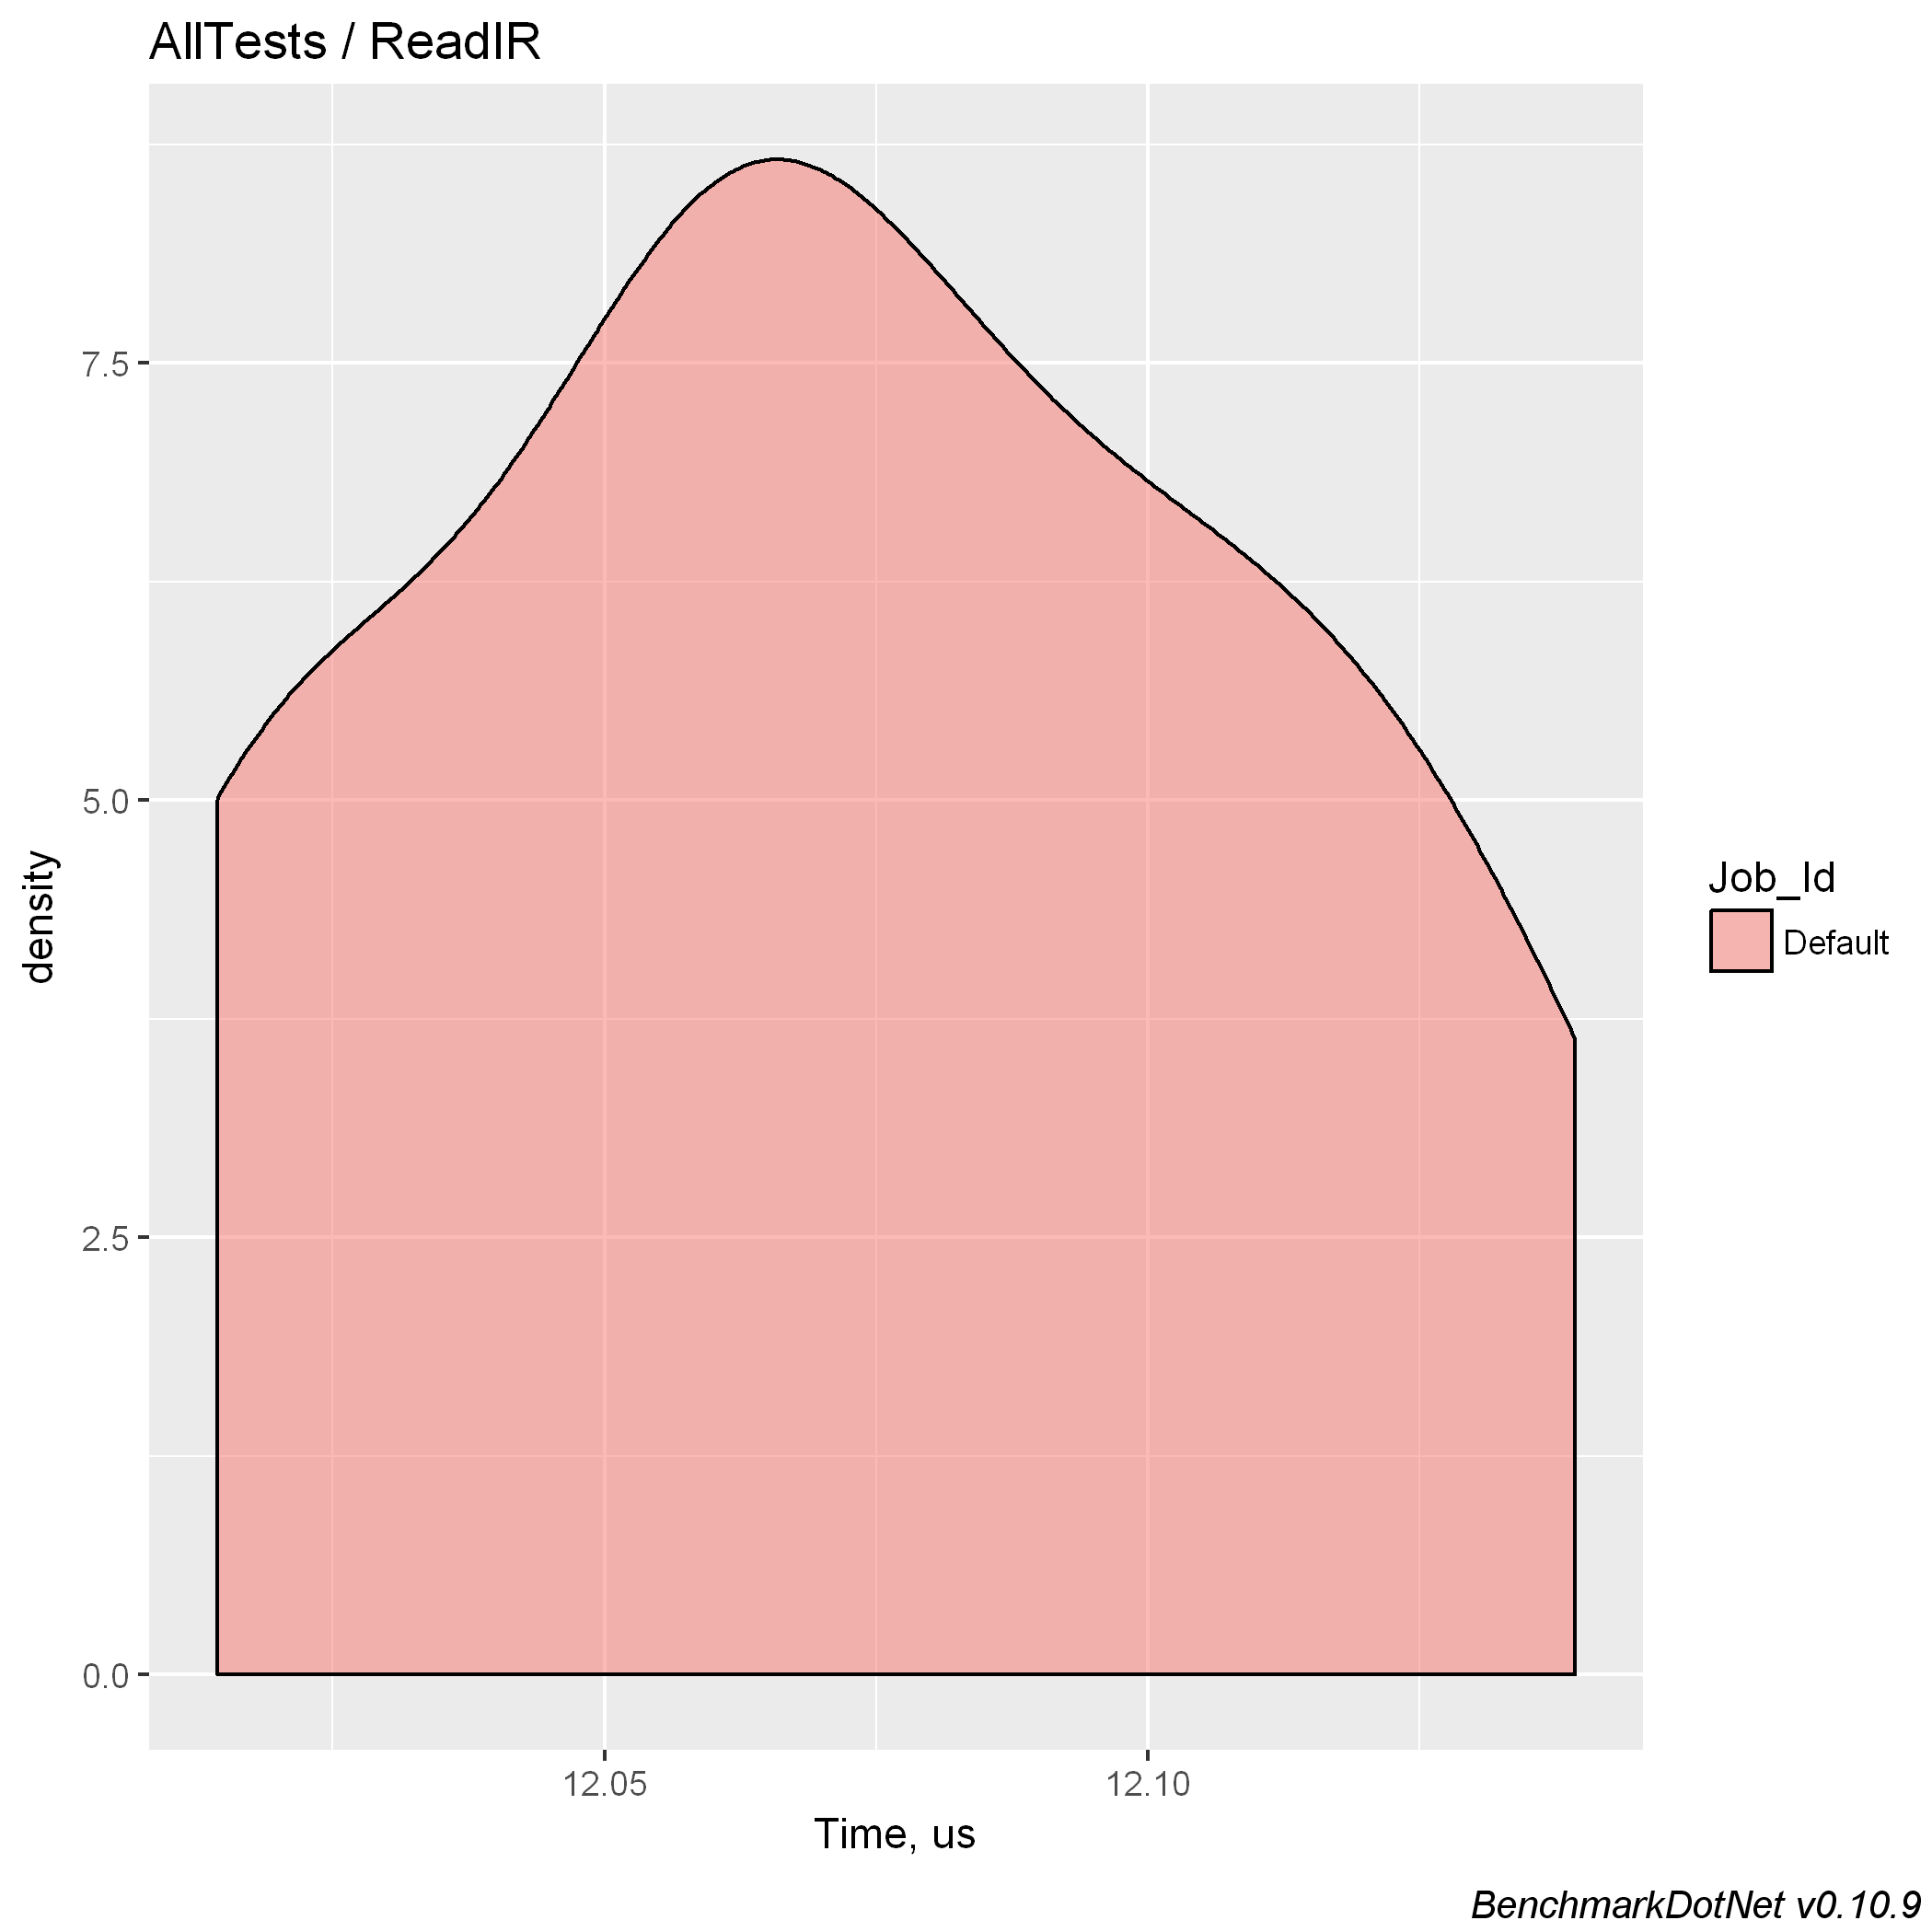 AllTests / ReadIR
7.5
5.0
2.5
0.0
density
12.05
12.10
Time, us
Job_Id
Default
BenchmarkDotNet v0.10.9